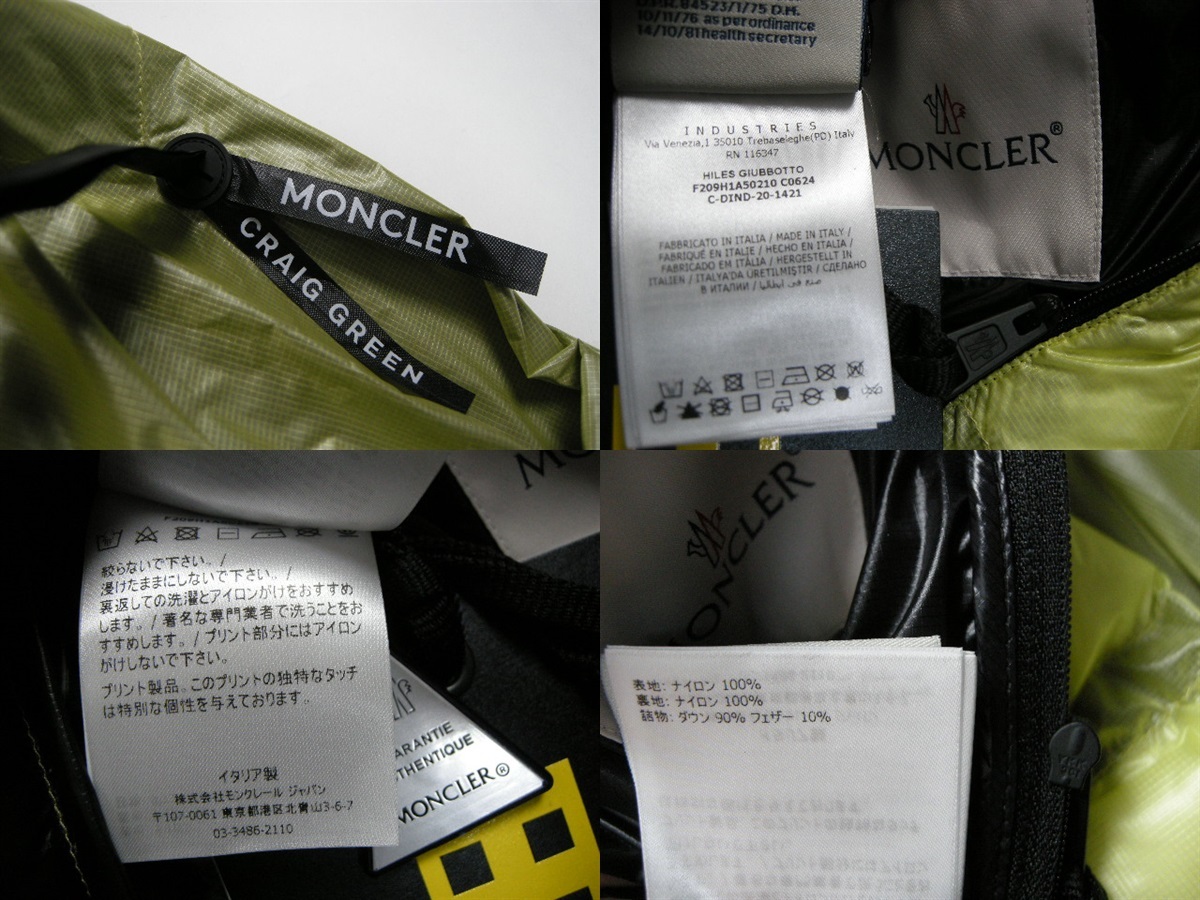 MONCLER
CRAIG GREEN
D.P.R. 84523/1/75 D.M.
10/11/76 as per ordinance
14/10/81 health secretary
INDUSTRIES
Via Venezia,1 35010 Trebaseleghe(PD) Italy
RN 116347
HILES GIUBBOTTO
F209H1A50210 C0624
C-DIND-20-1421
FABBRICATO IN ITALIA / MADE IN ITALY /
FABRIQUÉ EN ITALIE / HECHO EN ITALIA /
FABRICADO EM ITÁLIA / HERGESTELLT IN
ITALIEN / ITALYA'DA ÜRETILMIŞTIR / СДЕЛАНО
В ИТАЛИИ / صنع في ايطاليا
MONCLER®
絞らないで下さい。/
浸けたままにしないで下さい。/
裏返しての洗濯とアイロンがけをおすすめ
します。/ 著名な専門業者で洗うことをお
すすめします。/ プリント部分にはアイロン
がけしないで下さい。
プリント製品。このプリントの独特なタッチ
は特別な個性を与えております。
イタリア製
株式会社モンクレール ジャパン
〒107-0061 東京都港区北青山3-6-7
03-3486-2110
MO
ARANTIE
THENTIQUE
MONCLER®
MONCLER
表地: ナイロン 100%
裏地: ナイロン 100%
詰物: ダウン 90% フェザー 10%